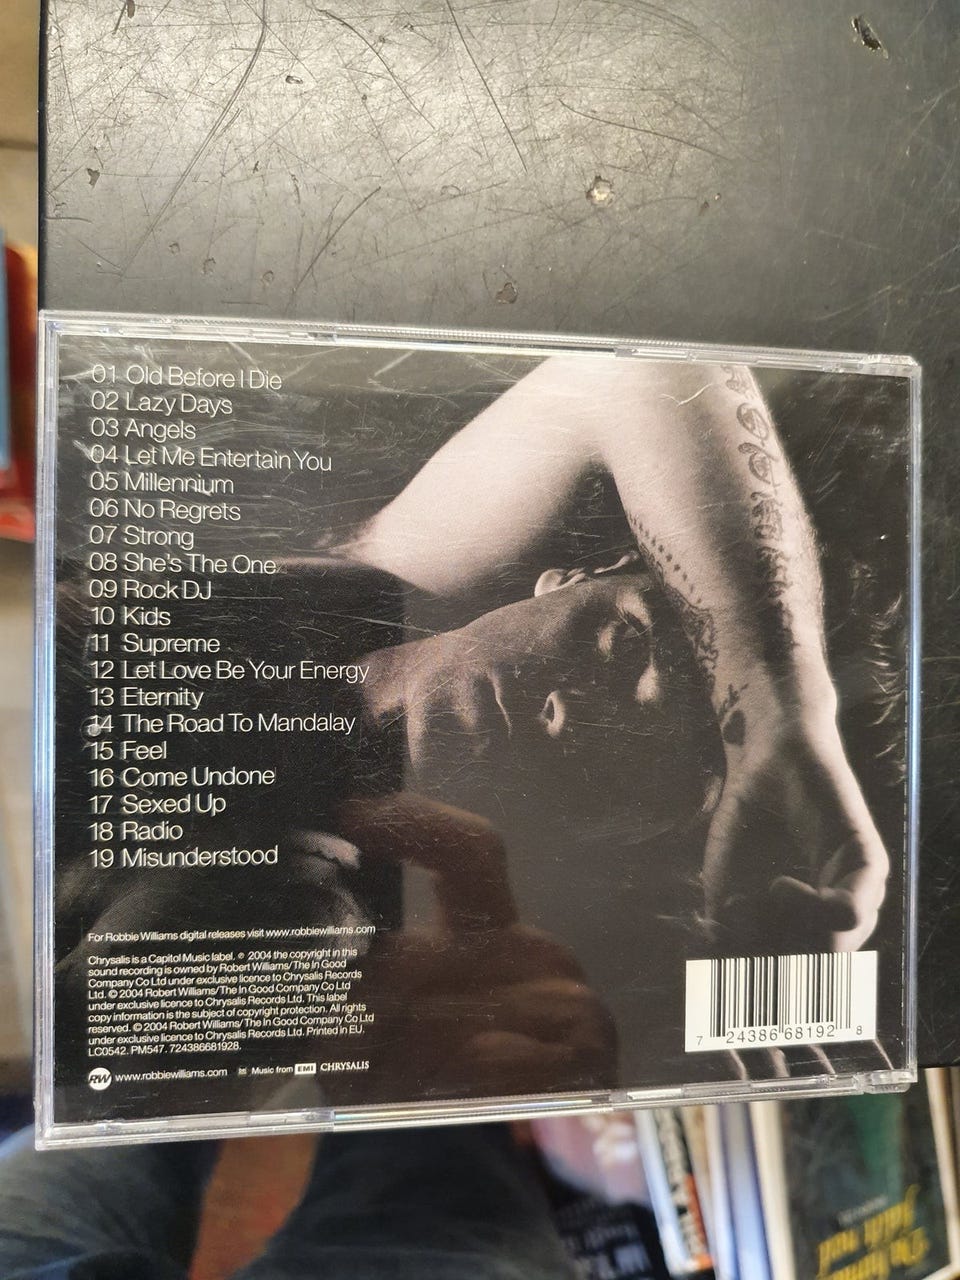 01 Old Before I Die
02 Lazy Days
03 Angels
04 Let Me Entertain You
05 Millennium
06 No Regrets
07 Strong
08 She's The One
09 Rock DJ
10 Kids
11 Supreme
12 Let Love Be Your Energy
13 Eternity
14 The Road To Mandalay
15 Feel
16 Come Undone
17 Sexed Up
18 Radio
19 Misunderstood
For Robbie Williams digital releases visit www.robbiewilliams.com
Chrysalis is a Capitol Music label. ℗ 2004 the copyright in this
sound recording is owned by Robert Williams/The In Good
Company Co Ltd under exclusive licence to Chrysalis Records
Ltd. © 2004 Robert Williams/The In Good Company Co Ltd
under exclusive licence to Chrysalis Records Ltd. This label
copy information is the subject of copyright protection. All rights
reserved. © 2004 Robert Williams/The In Good Company Co Ltd
under exclusive licence to Chrysalis Records Ltd. Printed in EU.
LC0542. PM547. 724386681928.
RW www.robbiewilliams.com Music from EMI CHRYSALIS
7 24386 68192 8